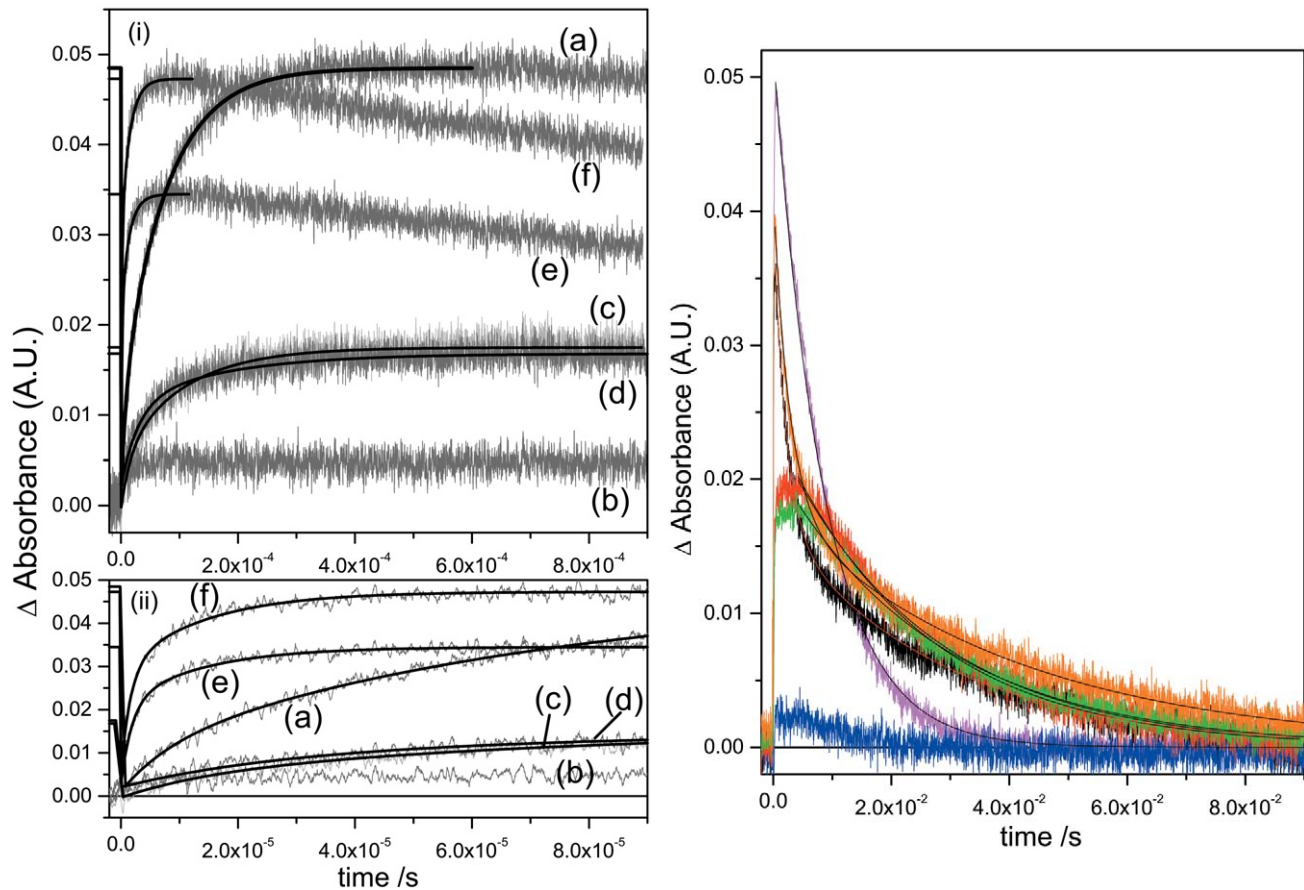 (i)
(a)
(f)
(e)
(c)
(d)
(b)
0.05
0.04
0.03
0.02
0.01
0.00
Δ Absorbance (A.U.)
0.0 2.0x10⁻⁴ 4.0x10⁻⁴ 6.0x10⁻⁴ 8.0x10⁻⁴
(ii)
(f)
(e)
(a)
(c)
(d)
(b)
0.05
0.04
0.03
0.02
0.01
0.00
0.0 2.0x10⁻⁵ 4.0x10⁻⁵ 6.0x10⁻⁵ 8.0x10⁻⁵
time /s
0.05
0.04
0.03
0.02
0.01
0.00
Δ Absorbance (A.U.)
0.0 2.0x10⁻² 4.0x10⁻² 6.0x10⁻² 8.0x10⁻²
time /s